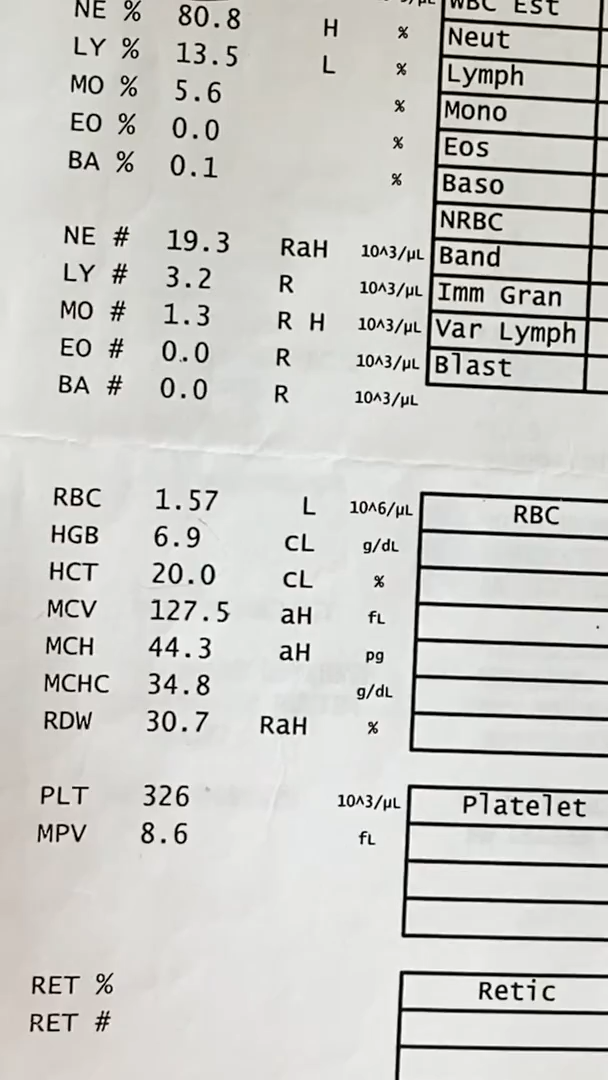 WBC Est
NE % 80.8 H % Neut
LY % 13.5 L % Lymph
MO % 5.6 % Mono
EO % 0.0 % Eos
BA % 0.1 % Baso
NRBC
NE # 19.3 RaH 10^3/µL Band
LY # 3.2 R 10^3/µL Imm Gran
MO # 1.3 R H 10^3/µL Var Lymph
EO # 0.0 R 10^3/µL Blast
BA # 0.0 R 10^3/µL
RBC 1.57 L 10^6/µL RBC
HGB 6.9 cL g/dL
HCT 20.0 cL %
MCV 127.5 aH fL
MCH 44.3 aH pg
MCHC 34.8 g/dL
RDW 30.7 RaH %
PLT 326 10^3/µL Platelet
MPV 8.6 fL
RET % Retic
RET #